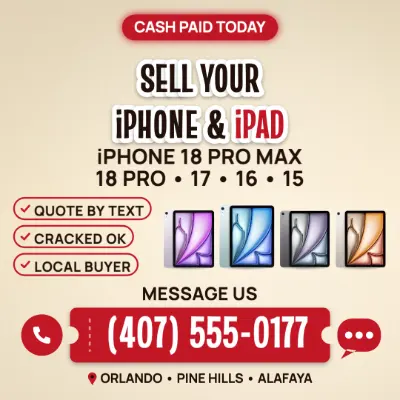 CASH PAID TODAY
SELL YOUR
iPHONE & iPAD
iPHONE 18 PRO MAX
18 PRO • 17 • 16 • 15
QUOTE BY TEXT
CRACKED OK
LOCAL BUYER
MESSAGE US
(407) 555-0177
ORLANDO • PINE HILLS • ALAFAYA